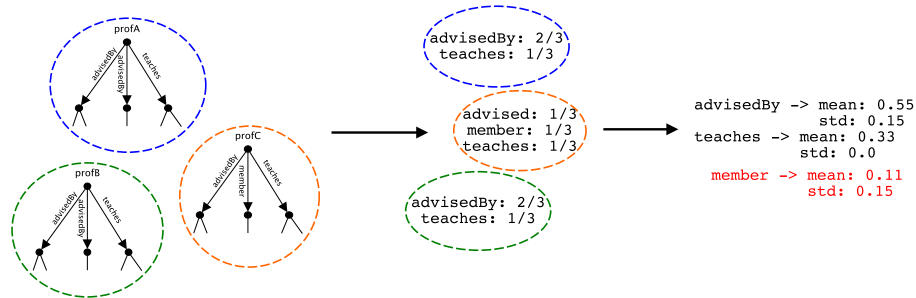 profA
advisedBy
advisedBy
teaches
profB
advisedBy
advisedBy
teaches
profC
advisedBy
member
teaches
advisedBy: 2/3
teaches: 1/3
advised: 1/3
member: 1/3
teaches: 1/3
advisedBy: 2/3
teaches: 1/3
advisedBy -> mean: 0.55
std: 0.15
teaches -> mean: 0.33
std: 0.0
member -> mean: 0.11
std: 0.15